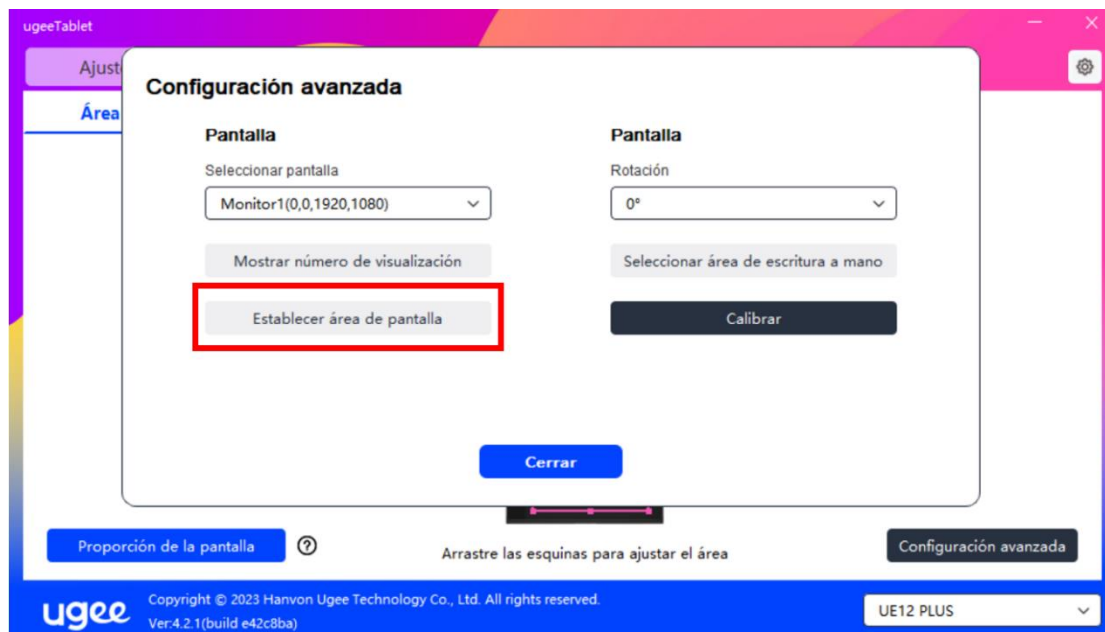 ugeeTablet
Ajust
Área
Configuración avanzada
Pantalla
Seleccionar pantalla
Monitor1(0,0,1920,1080)
Mostrar número de visualización
Establecer área de pantalla
Pantalla
Rotación
0°
Seleccionar área de escritura a mano
Calibrar
Cerrar
Proporción de la pantalla
?
Arrastre las esquinas para ajustar el área
Configuración avanzada
ugee
Copyright © 2023 Hanvon Ugee Technology Co., Ltd. All rights reserved.
Ver:4.2.1(build e42c8ba)
UE12 PLUS